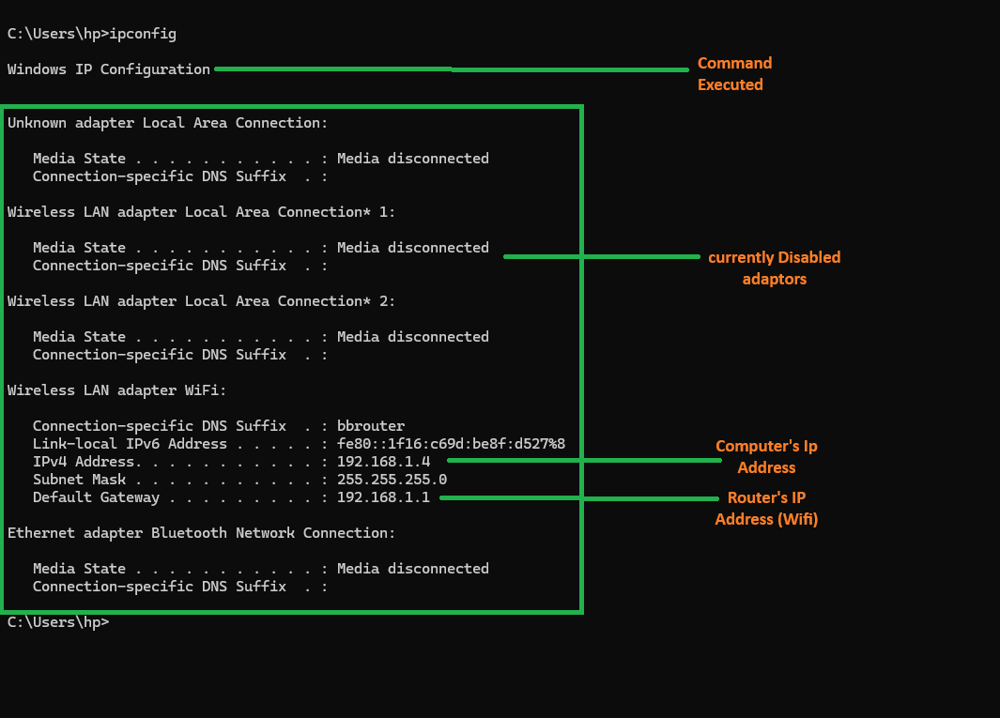 C:\Users\hp>ipconfig
Windows IP Configuration
Command
Executed
Unknown adapter Local Area Connection:
Media State . . . . . . . . . . . : Media disconnected
Connection-specific DNS Suffix  . :
Wireless LAN adapter Local Area Connection* 1:
Media State . . . . . . . . . . . : Media disconnected
Connection-specific DNS Suffix  . :
currently Disabled
adaptors
Wireless LAN adapter Local Area Connection* 2:
Media State . . . . . . . . . . . : Media disconnected
Connection-specific DNS Suffix  . :
Wireless LAN adapter WiFi:
Connection-specific DNS Suffix  . : bbrouter
Link-local IPv6 Address . . . . . : fe80::1f16:c69d:be8f:d527%8
IPv4 Address. . . . . . . . . . . : 192.168.1.4
Computer's Ip
Address
Subnet Mask . . . . . . . . . . . : 255.255.255.0
Default Gateway . . . . . . . . . : 192.168.1.1
Router's IP
Address (Wifi)
Ethernet adapter Bluetooth Network Connection:
Media State . . . . . . . . . . . : Media disconnected
Connection-specific DNS Suffix  . :
C:\Users\hp>